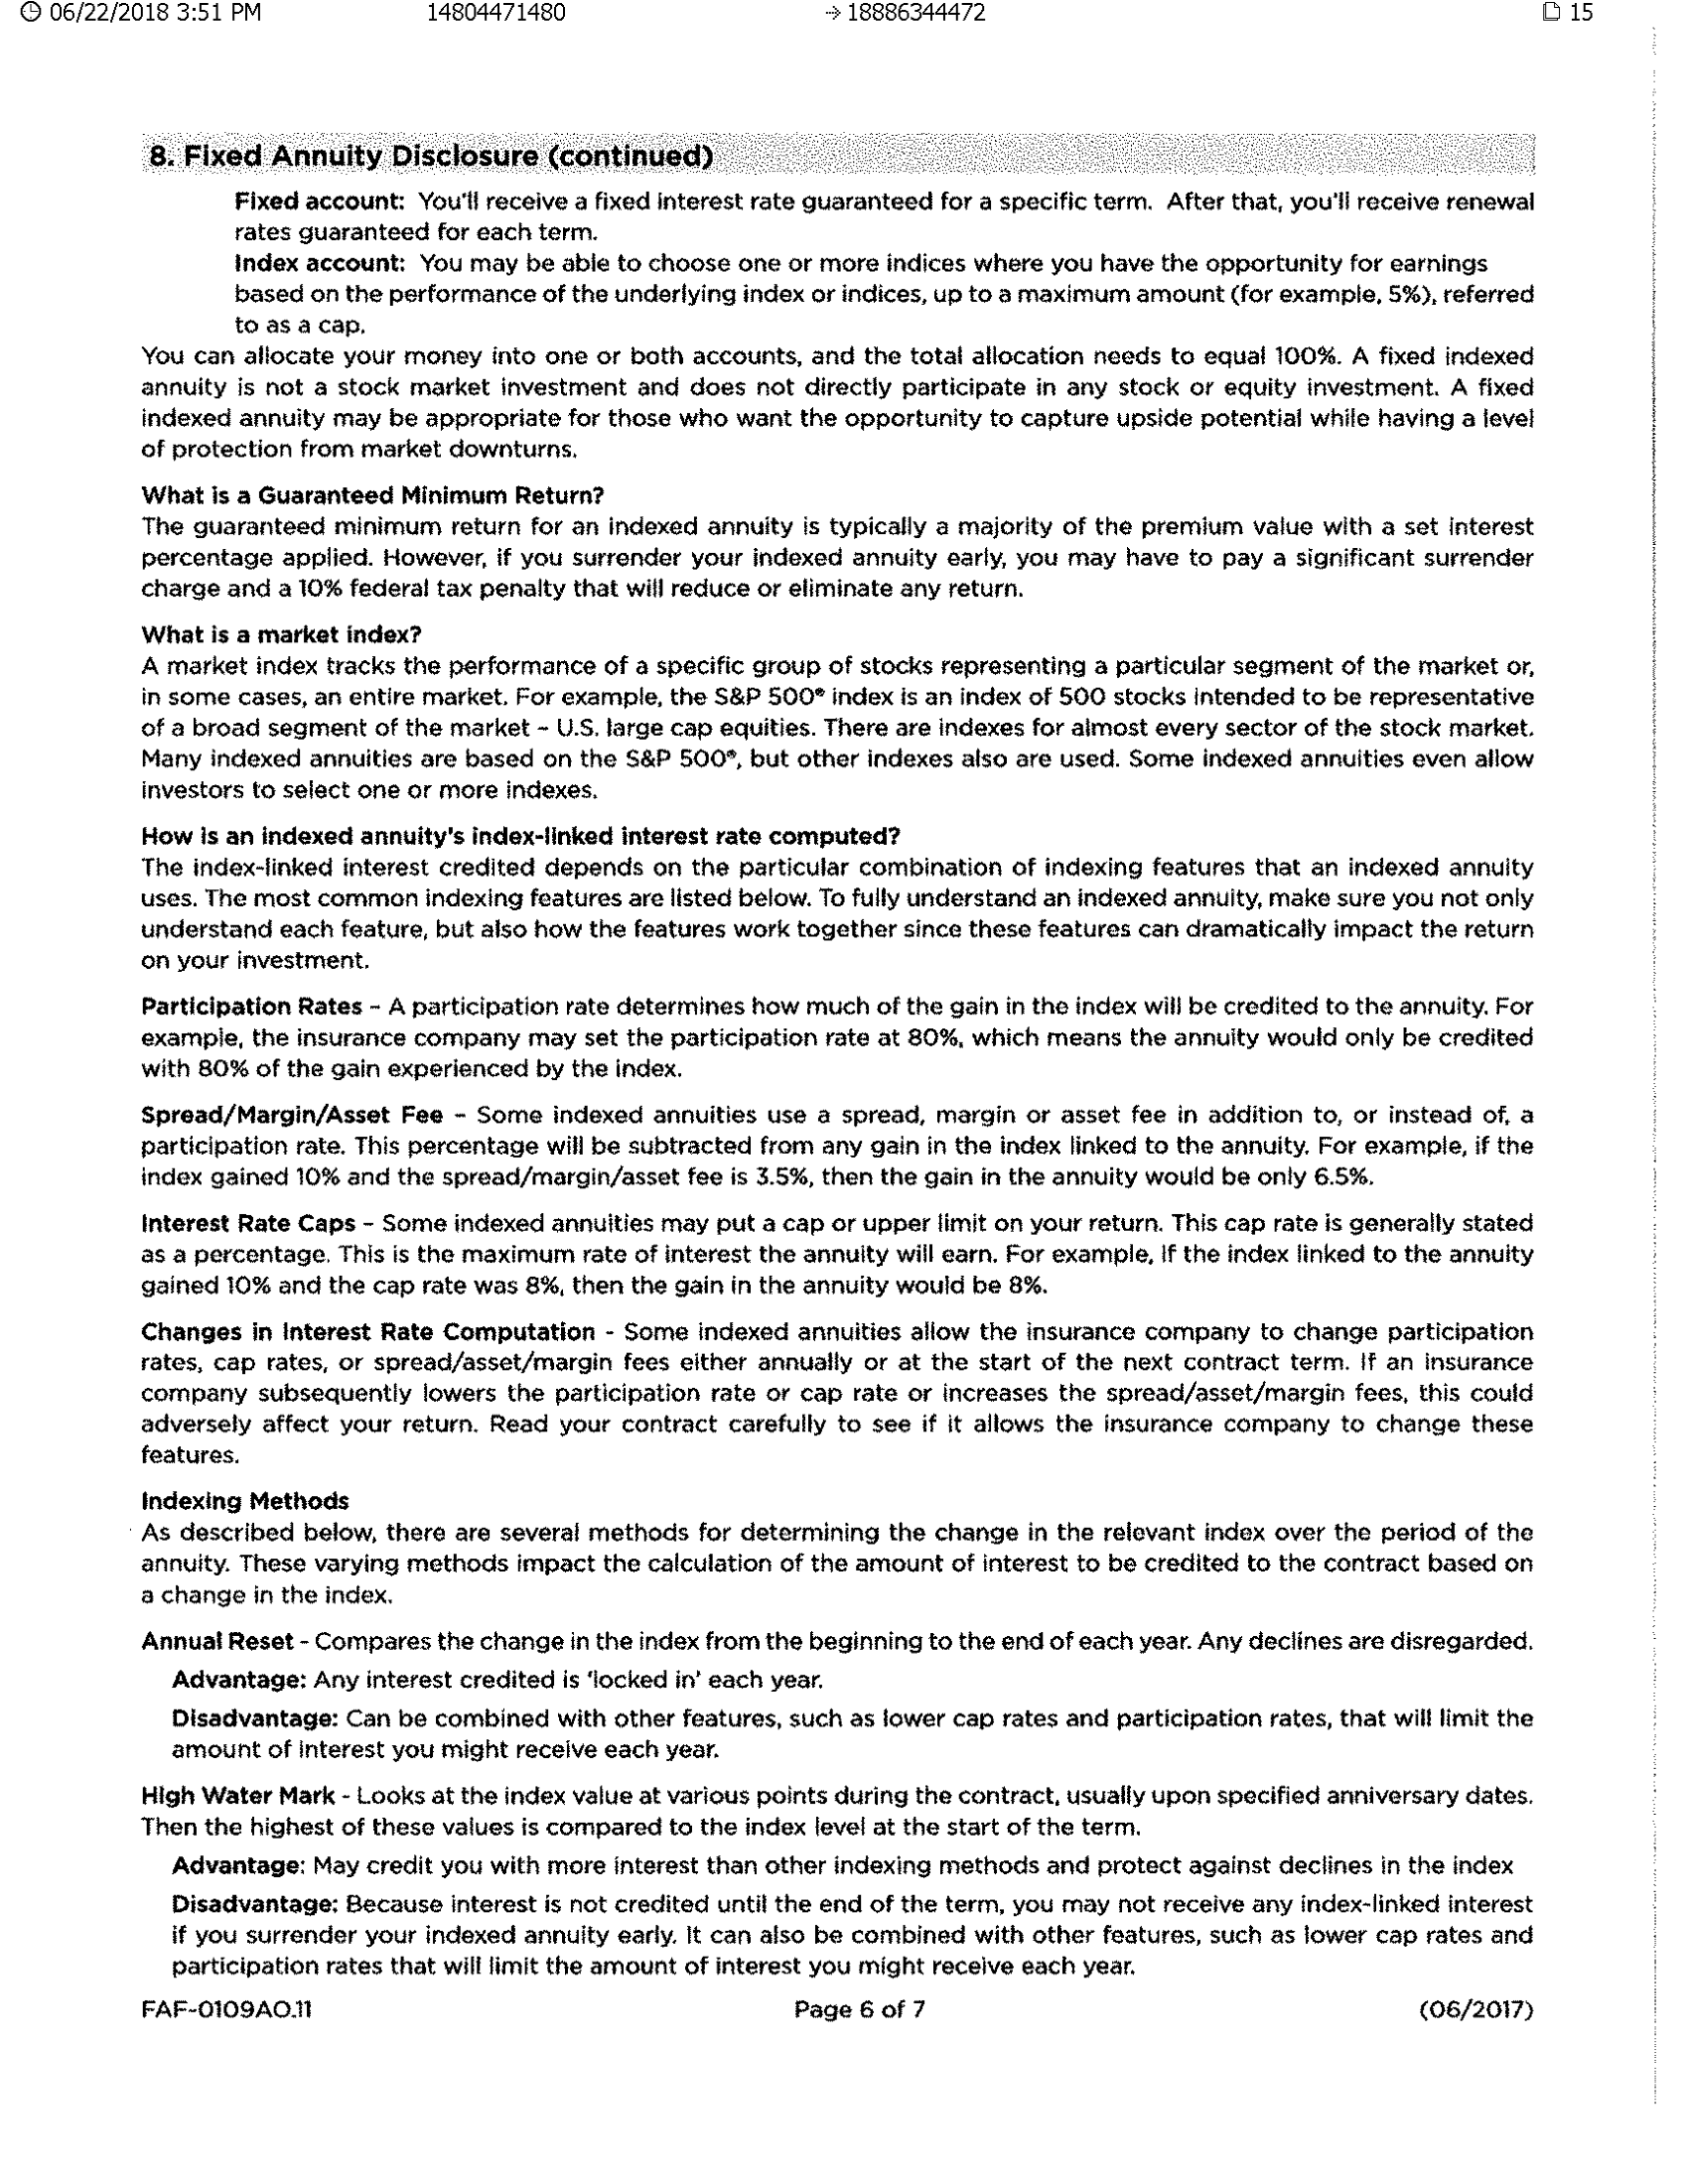 06/22/2018 3:51 PM 14804471480 → 18886344472 15
8. Fixed Annuity Disclosure (continued)
Fixed account: You'll receive a fixed interest rate guaranteed for a specific term. After that, you'll receive renewal
rates guaranteed for each term.
Index account: You may be able to choose one or more indices where you have the opportunity for earnings
based on the performance of the underlying index or indices, up to a maximum amount (for example, 5%), referred
to as a cap.
You can allocate your money into one or both accounts, and the total allocation needs to equal 100%. A fixed indexed
annuity is not a stock market investment and does not directly participate in any stock or equity investment. A fixed
indexed annuity may be appropriate for those who want the opportunity to capture upside potential while having a level
of protection from market downturns.
What is a Guaranteed Minimum Return?
The guaranteed minimum return for an indexed annuity is typically a majority of the premium value with a set interest
percentage applied. However, if you surrender your indexed annuity early, you may have to pay a significant surrender
charge and a 10% federal tax penalty that will reduce or eliminate any return.
What is a market index?
A market index tracks the performance of a specific group of stocks representing a particular segment of the market or,
in some cases, an entire market. For example, the S&P 500® index is an index of 500 stocks intended to be representative
of a broad segment of the market – U.S. large cap equities. There are indexes for almost every sector of the stock market.
Many indexed annuities are based on the S&P 500®, but other indexes also are used. Some indexed annuities even allow
investors to select one or more indexes.
How is an indexed annuity's index-linked interest rate computed?
The index-linked interest credited depends on the particular combination of indexing features that an indexed annuity
uses. The most common indexing features are listed below. To fully understand an indexed annuity, make sure you not only
understand each feature, but also how the features work together since these features can dramatically impact the return
on your investment.
Participation Rates – A participation rate determines how much of the gain in the index will be credited to the annuity. For
example, the insurance company may set the participation rate at 80%, which means the annuity would only be credited
with 80% of the gain experienced by the index.
Spread/Margin/Asset Fee – Some indexed annuities use a spread, margin or asset fee in addition to, or instead of, a
participation rate. This percentage will be subtracted from any gain in the index linked to the annuity. For example, if the
index gained 10% and the spread/margin/asset fee is 3.5%, then the gain in the annuity would be only 6.5%.
Interest Rate Caps – Some indexed annuities may put a cap or upper limit on your return. This cap rate is generally stated
as a percentage. This is the maximum rate of interest the annuity will earn. For example, if the index linked to the annuity
gained 10% and the cap rate was 8%, then the gain in the annuity would be 8%.
Changes in Interest Rate Computation - Some indexed annuities allow the insurance company to change participation
rates, cap rates, or spread/asset/margin fees either annually or at the start of the next contract term. If an insurance
company subsequently lowers the participation rate or cap rate or increases the spread/asset/margin fees, this could
adversely affect your return. Read your contract carefully to see if it allows the insurance company to change these
features.
Indexing Methods
As described below, there are several methods for determining the change in the relevant index over the period of the
annuity. These varying methods impact the calculation of the amount of interest to be credited to the contract based on
a change in the index.
Annual Reset - Compares the change in the index from the beginning to the end of each year. Any declines are disregarded.
Advantage: Any interest credited is 'locked in' each year.
Disadvantage: Can be combined with other features, such as lower cap rates and participation rates, that will limit the
amount of interest you might receive each year.
High Water Mark - Looks at the index value at various points during the contract, usually upon specified anniversary dates.
Then the highest of these values is compared to the index level at the start of the term.
Advantage: May credit you with more interest than other indexing methods and protect against declines in the index
Disadvantage: Because interest is not credited until the end of the term, you may not receive any index-linked interest
if you surrender your indexed annuity early. It can also be combined with other features, such as lower cap rates and
participation rates that will limit the amount of interest you might receive each year.
FAF-0109AO.11 Page 6 of 7 (06/2017)